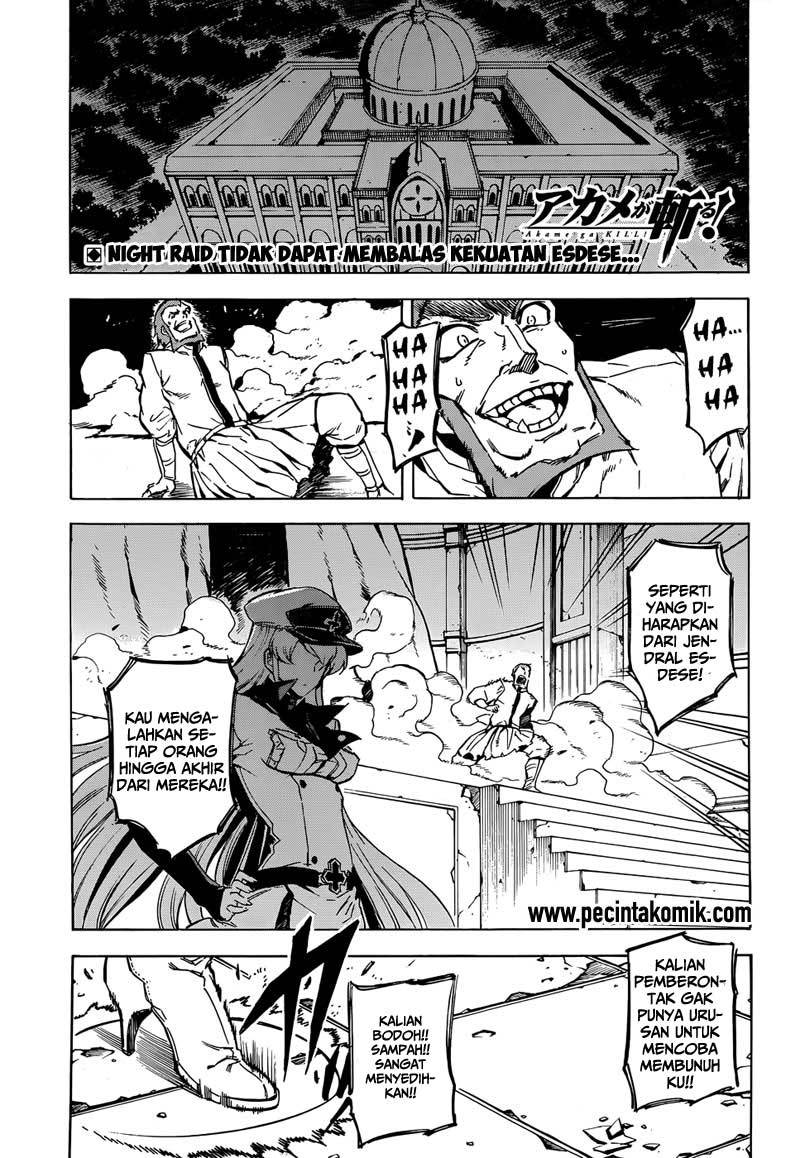 アカメが斬る!
Akame ga KILL!
NIGHT RAID TIDAK DAPAT MEMBALAS KEKUATAN ESDESE...
HA...
HA
HA
HA
HA
HA
SEPERTI
YANG DI-
HARAPKAN
DARI JEN-
DRAL ES-
DESE!
KAU MENGA-
LAHKAN SE-
TIAP ORANG
HINGGA AKHIR
DARI MEREKA!!
www.pecintakomik.com
KALIAN
PEMBERON-
TAK GAK
PUNYA URU-
SAN UNTUK
MENCOBA
MEMBUNUH
KU!!
KALIAN
BODOH!!
SAMPAH!!
SANGAT
MENYEDIH-
KAN!!